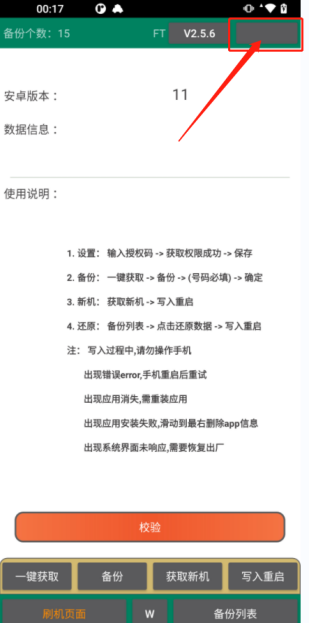 00:17
备份个数：15 FT V2.5.6
安卓版本： 11
数据信息：
使用说明：
1. 设置： 输入授权码 -> 获取权限成功 -> 保存
2. 备份： 一键获取 -> 备份 -> (号码必填) -> 确定
3. 新机： 获取新机 -> 写入重启
4. 还原： 备份列表 -> 点击还原数据 -> 写入重启
注： 写入过程中,请勿操作手机
出现错误error,手机重启后重试
出现应用消失,需重装应用
出现应用安装失败,滑动到最右删除app信息
出现系统界面未响应,需要恢复出厂
校验
一键获取 备份 获取新机 写入重启
刷机页面 W 备份列表